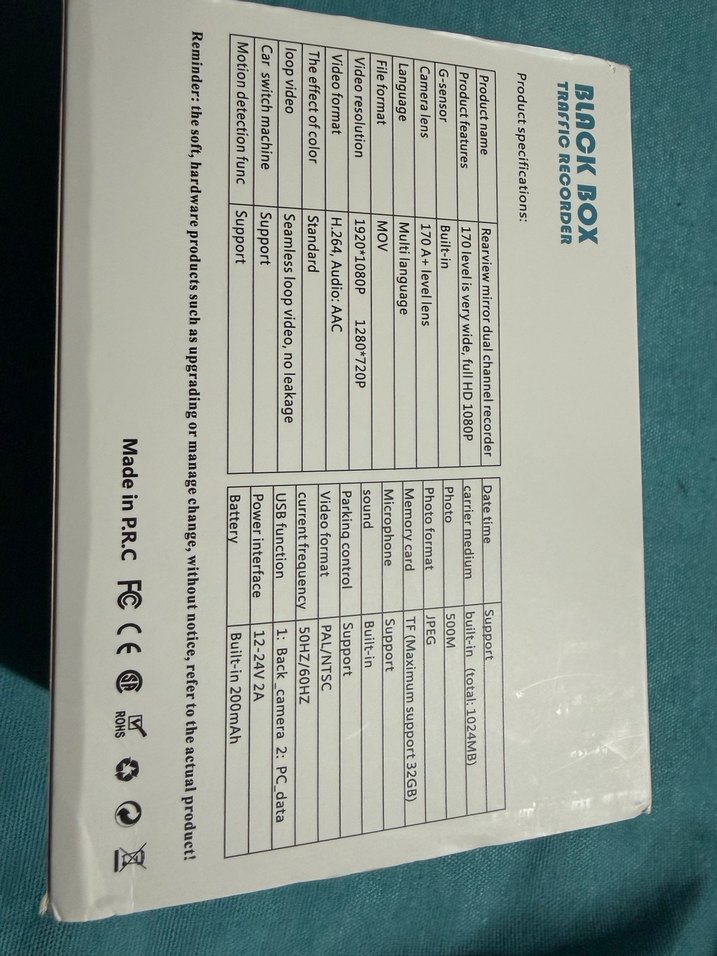 BLACK BOX
TRAFFIC RECORDER
Product specifications:
Product name Rearview mirror dual channel recorder
Product features 170 level is very wide, full HD 1080P
G-sensor Built-in
Camera lens 170 A+ level lens
Language Multi language
File format MOV
Video resolution 1920*1080P 1280*720P
Video format H.264, Audio: AAC
The effect of color Standard
loop video Seamless loop video, no leakage
Car switch machine Support
Motion detection func Support
Date time Support
carrier medium built-in (total: 1024MB)
Photo 500M
Photo format JPEG
Memory card TF (Maximum support 32GB)
Microphone Support
sound Built-in
Parking control Support
Video format PAL/NTSC
current frequency 50HZ/60HZ
USB function 1: Back_camera 2: PC_data
Power interface 12-24V 2A
Battery Built-in 200mAh
Reminder: the soft, hardware products such as upgrading or manage change, without notice, refer to the actual product!
Made in P.R.C FC CE ROHS